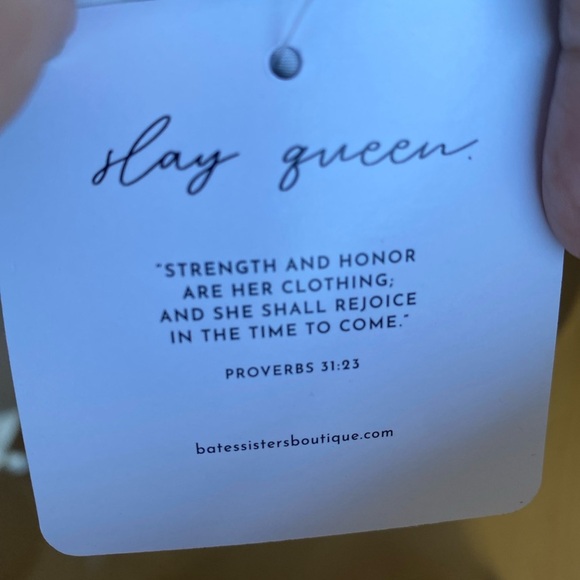 slay queen.
"STRENGTH AND HONOR
ARE HER CLOTHING;
AND SHE SHALL REJOICE
IN THE TIME TO COME."
PROVERBS 31:23
batessistersboutique.com